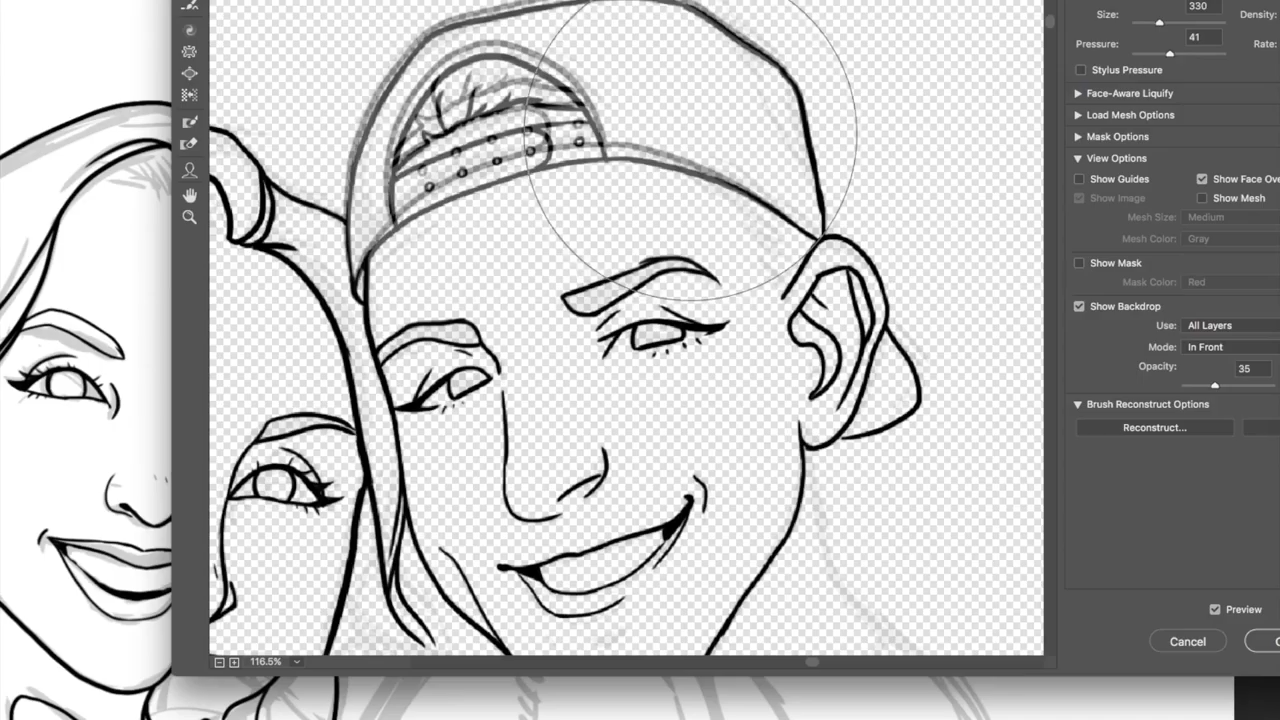 Size: 330 Density:
Pressure: 41 Rate:
Stylus Pressure
Face-Aware Liquify
Load Mesh Options
Mask Options
View Options
Show Guides Show Face Ove
Show Image Show Mesh
Mesh Size: Medium
Mesh Color: Gray
Show Mask
Mask Color: Red
Show Backdrop
Use: All Layers
Mode: In Front
Opacity: 35
Brush Reconstruct Options
Reconstruct...
Preview
Cancel
116.5%